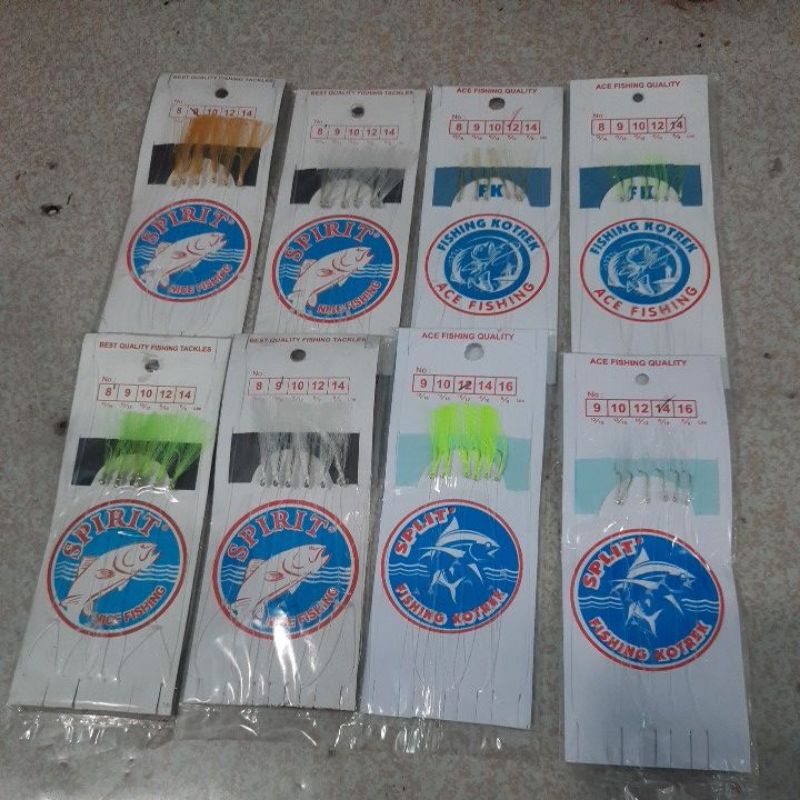 BEST QUALITY FISHING TACKLES
No
8 9 10 12 14
SPIRIT'
NICE FISHING
BEST QUALITY FISHING TACKLES
No
8 9 10 12 14
SPIRIT'
NICE FISHING
ACE FISHING QUALITY
No :
8 9 10 12 14
FK
FISHING KOTREK
ACE FISHING
ACE FISHING QUALITY
No :
8 9 10 12 14
FK
FISHING KOTREK
ACE FISHING
BEST QUALITY FISHING TACKLES
No
8 9 10 12 14
SPIRIT'
NICE FISHING
BEST QUALITY FISHING TACKLES
No
8 9 10 12 14
SPIRIT'
NICE FISHING
ACE FISHING QUALITY
No :
9 10 12 14 16
SPLIT'
FISHING KOTREK
ACE FISHING QUALITY
No :
9 10 12 14 16
SPLIT'
FISHING KOTREK